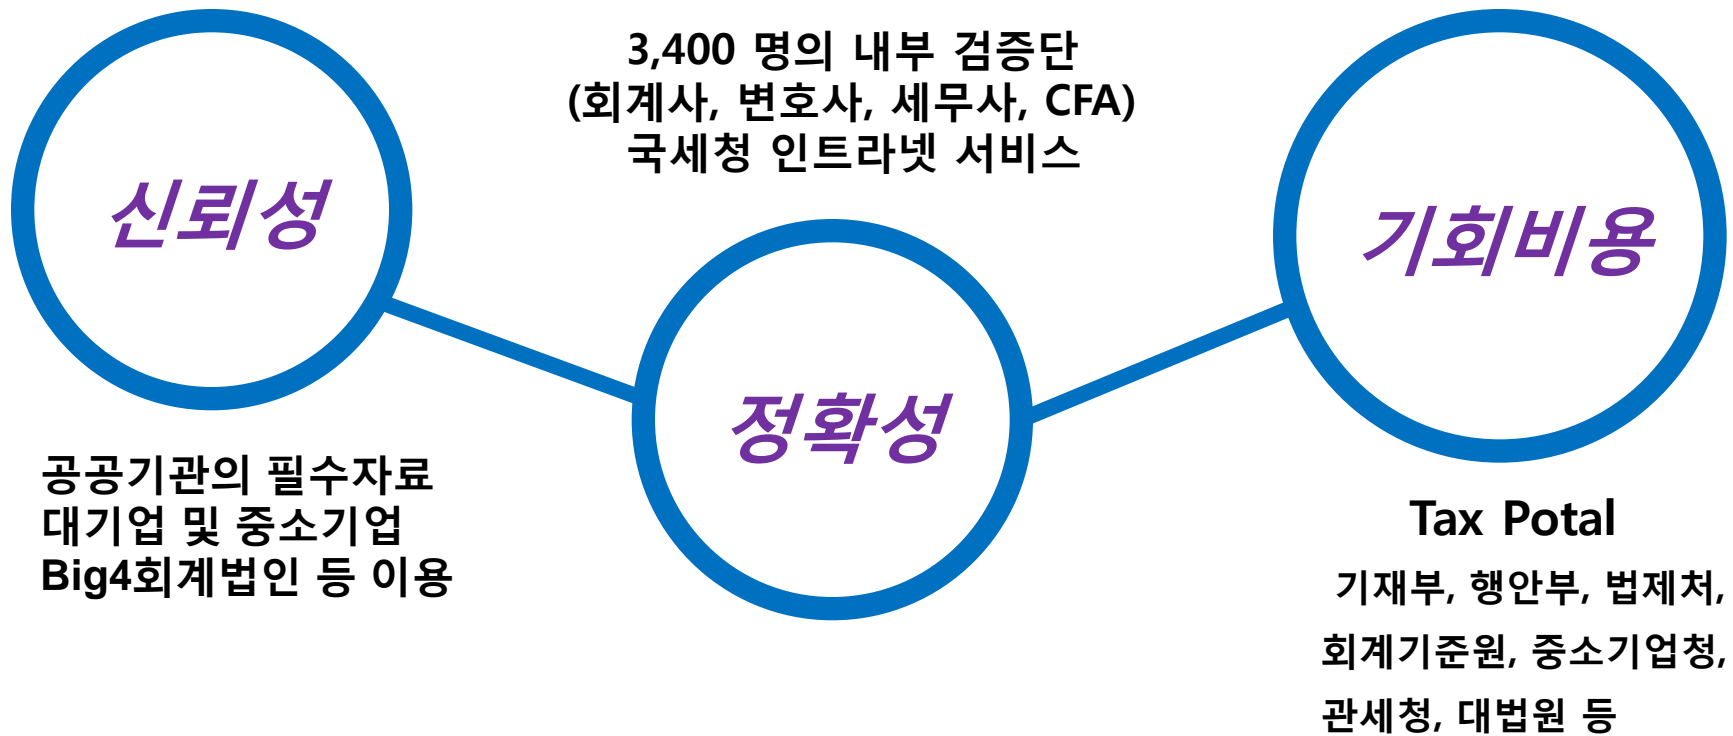 신뢰성
공공기관의 필수자료
대기업 및 중소기업
Big4회계법인 등 이용
3,400 명의 내부 검증단
(회계사, 변호사, 세무사, CFA)
국세청 인트라넷 서비스
정확성
기회비용
Tax Potal
기재부, 행안부, 법제처,
회계기준원, 중소기업청,
관세청, 대법원 등